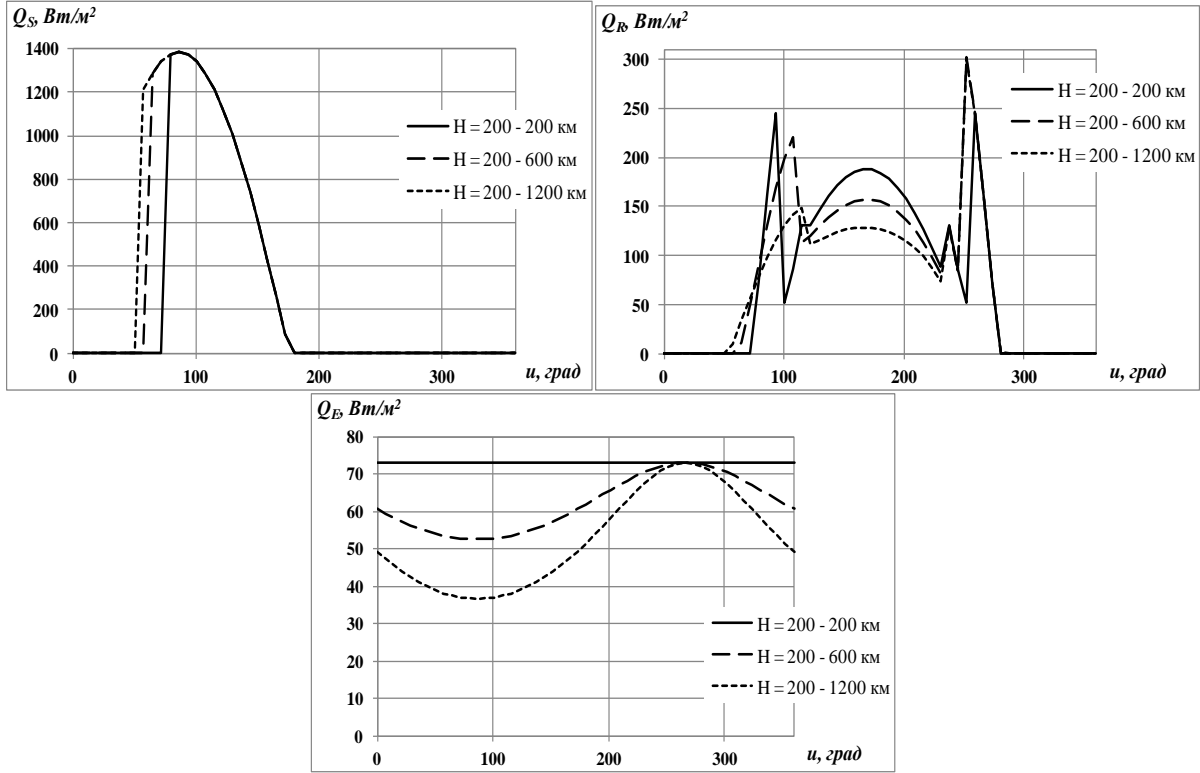 Q_S, Вт/м²
1400
1200
1000
800
600
400
200
0
0 100 200 300
u, град
H = 200 - 200 км
H = 200 - 600 км
H = 200 - 1200 км
Q_R, Вт/м²
300
250
200
150
100
50
0
0 100 200 300
u, град
H = 200 - 200 км
H = 200 - 600 км
H = 200 - 1200 км
Q_E, Вт/м²
80
70
60
50
40
30
20
10
0
0 100 200 300
u, град
H = 200 - 200 км
H = 200 - 600 км
H = 200 - 1200 км